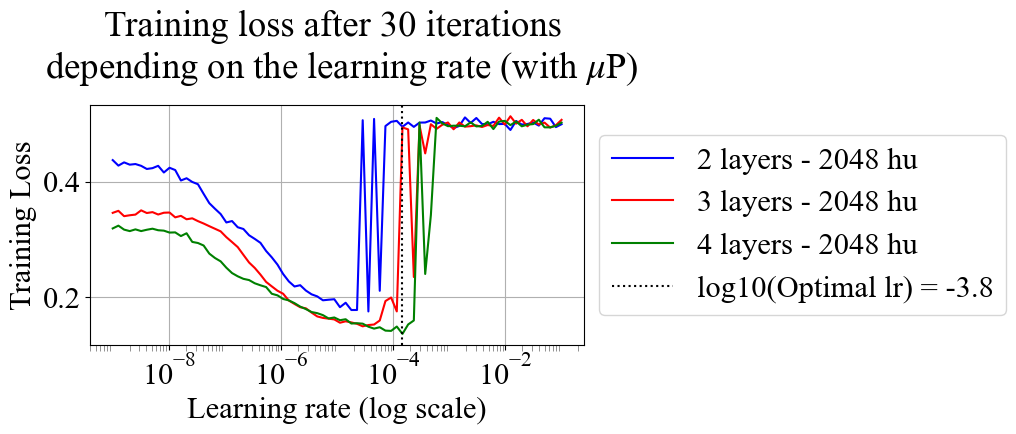 Training loss after 30 iterations
depending on the learning rate (with μP)
Training Loss
0.4
0.2
10⁻⁸
10⁻⁶
10⁻⁴
10⁻²
Learning rate (log scale)
2 layers - 2048 hu
3 layers - 2048 hu
4 layers - 2048 hu
log10(Optimal lr) = -3.8